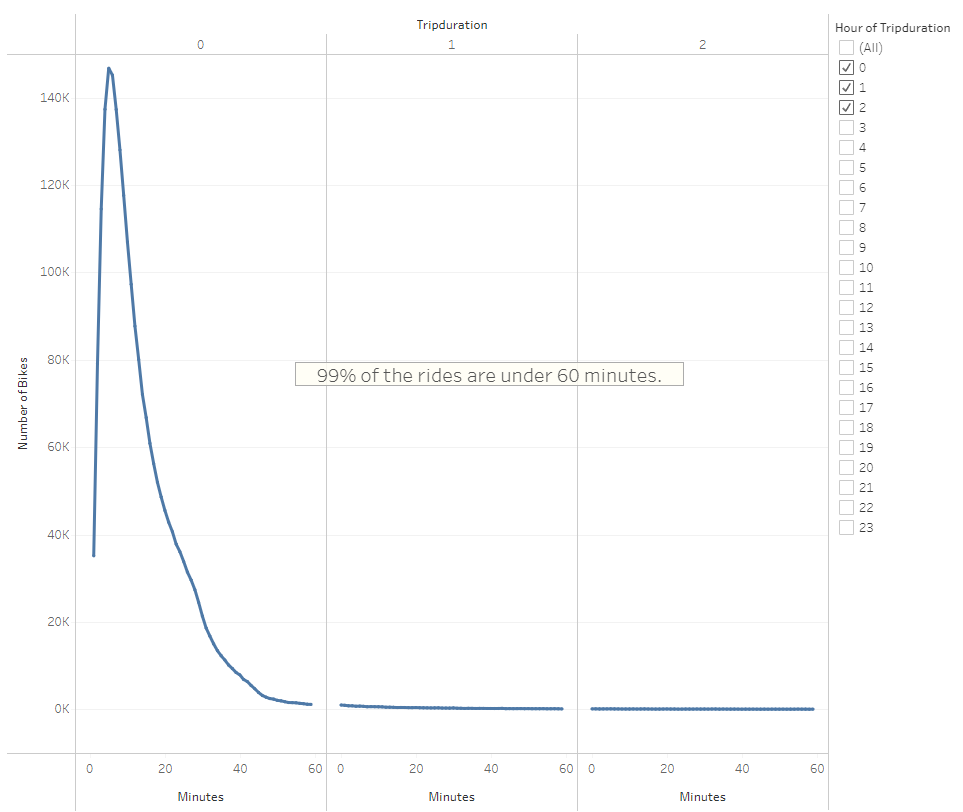 Tripduration
0 1 2
140K
120K
100K
80K
60K
40K
20K
0K
Number of Bikes
99% of the rides are under 60 minutes.
0 20 40 60 0 20 40 60 0 20 40 60
Minutes Minutes Minutes
Hour of Tripduration
(All)
0
1
2
3
4
5
6
7
8
9
10
11
12
13
14
15
16
17
18
19
20
21
22
23